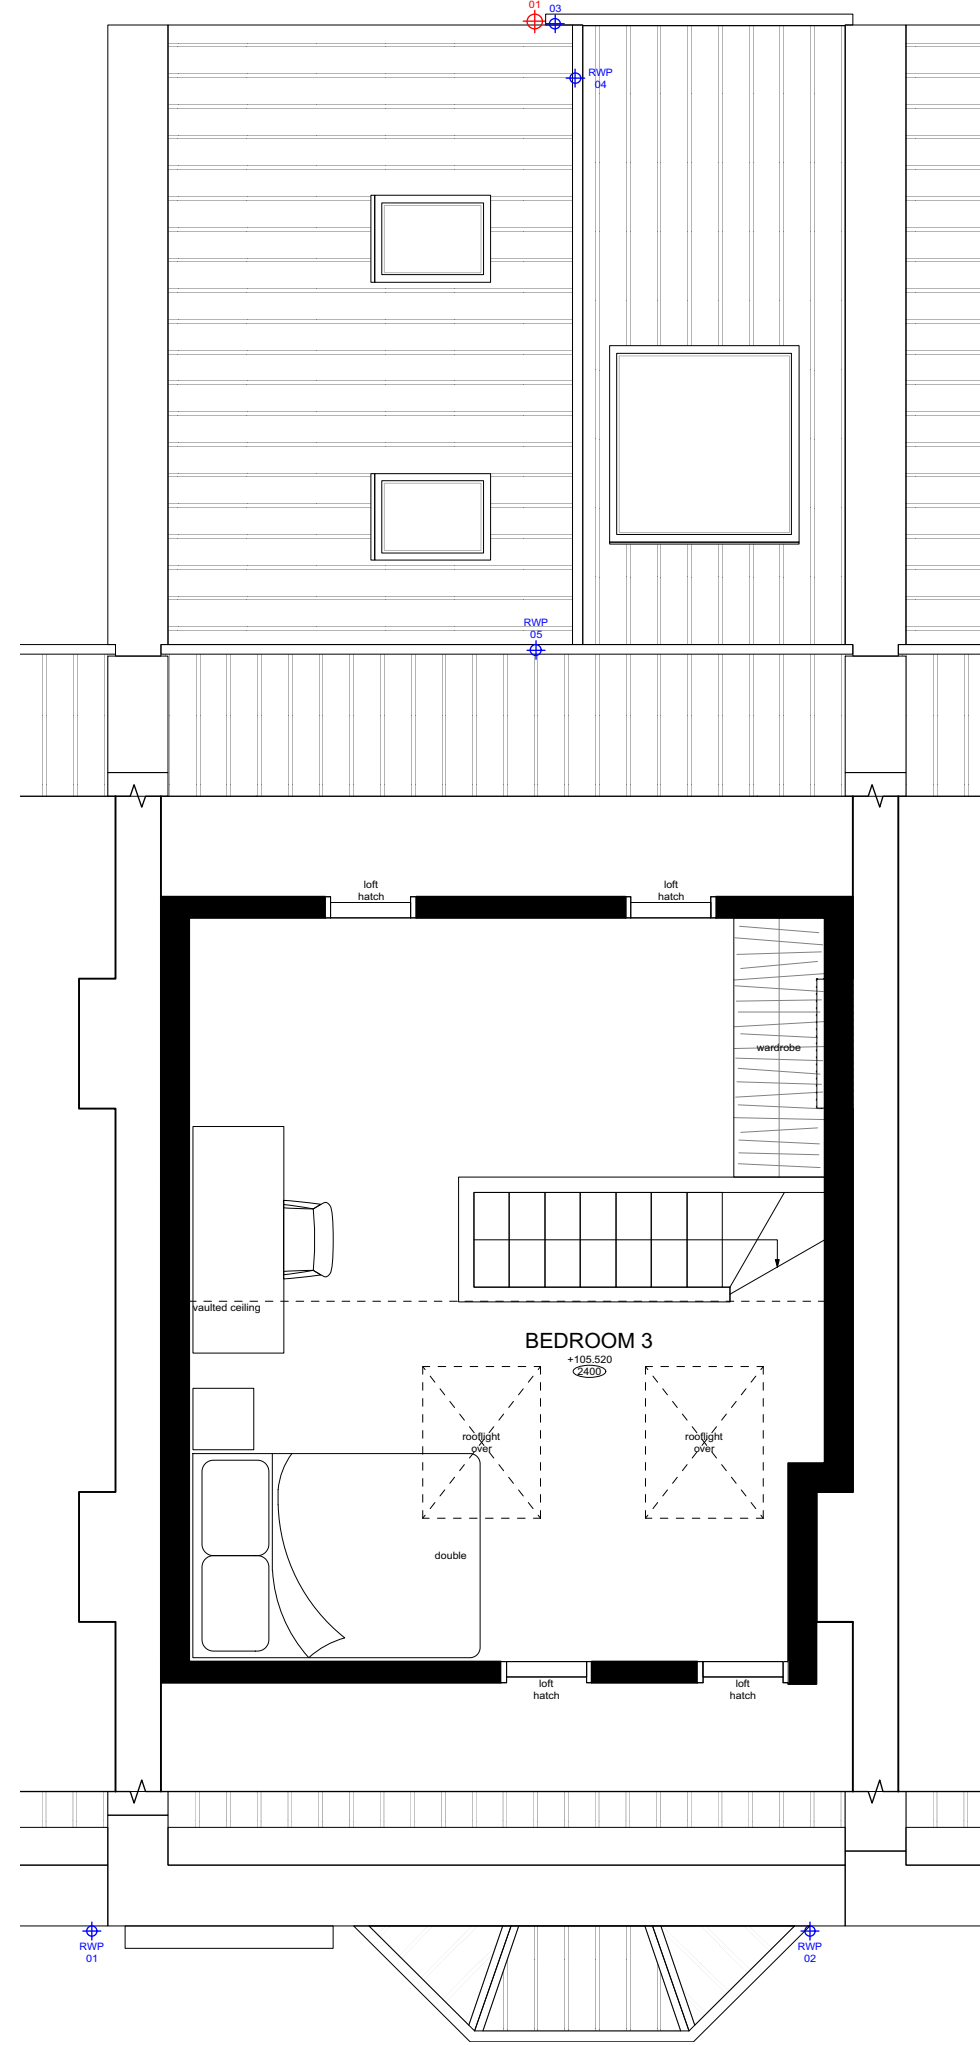 01
03
RWP
04
RWP
05
loft
hatch
loft
hatch
wardrobe
vaulted ceiling
BEDROOM 3
+105.520
2400
rooflight
over
rooflight
over
double
loft
hatch
loft
hatch
RWP
01
RWP
02